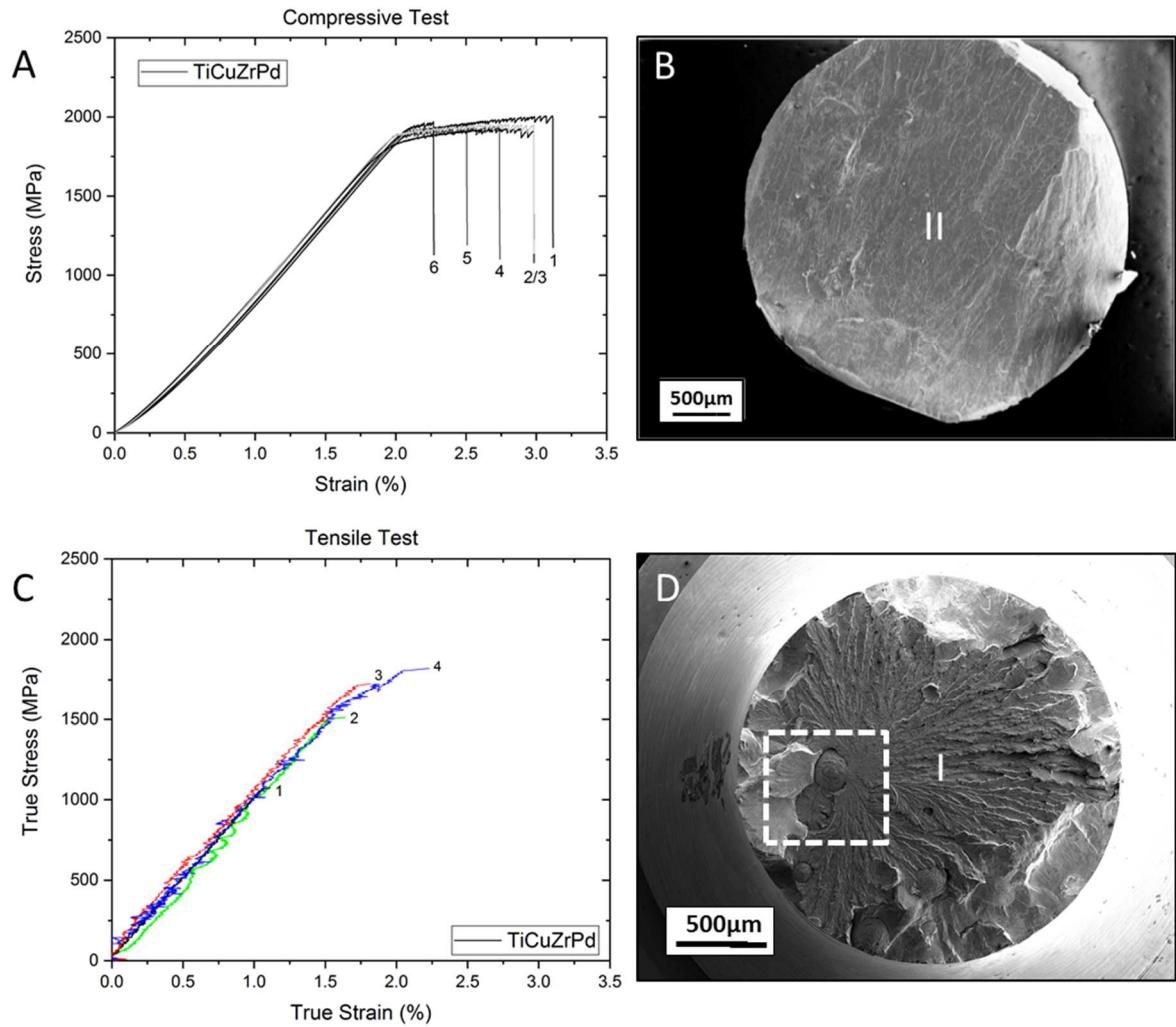 Compressive Test
A
TiCuZrPd
2500
2000
1500
1000
500
0
Stress (MPa)
6
5
4
2/3
1
0.0 0.5 1.0 1.5 2.0 2.5 3.0 3.5
Strain (%)
B
II
500μm
Tensile Test
C
2500
2000
1500
1000
500
0
True Stress (MPa)
4
3
2
1
TiCuZrPd
0.0 0.5 1.0 1.5 2.0 2.5 3.0 3.5
True Strain (%)
D
I
500μm